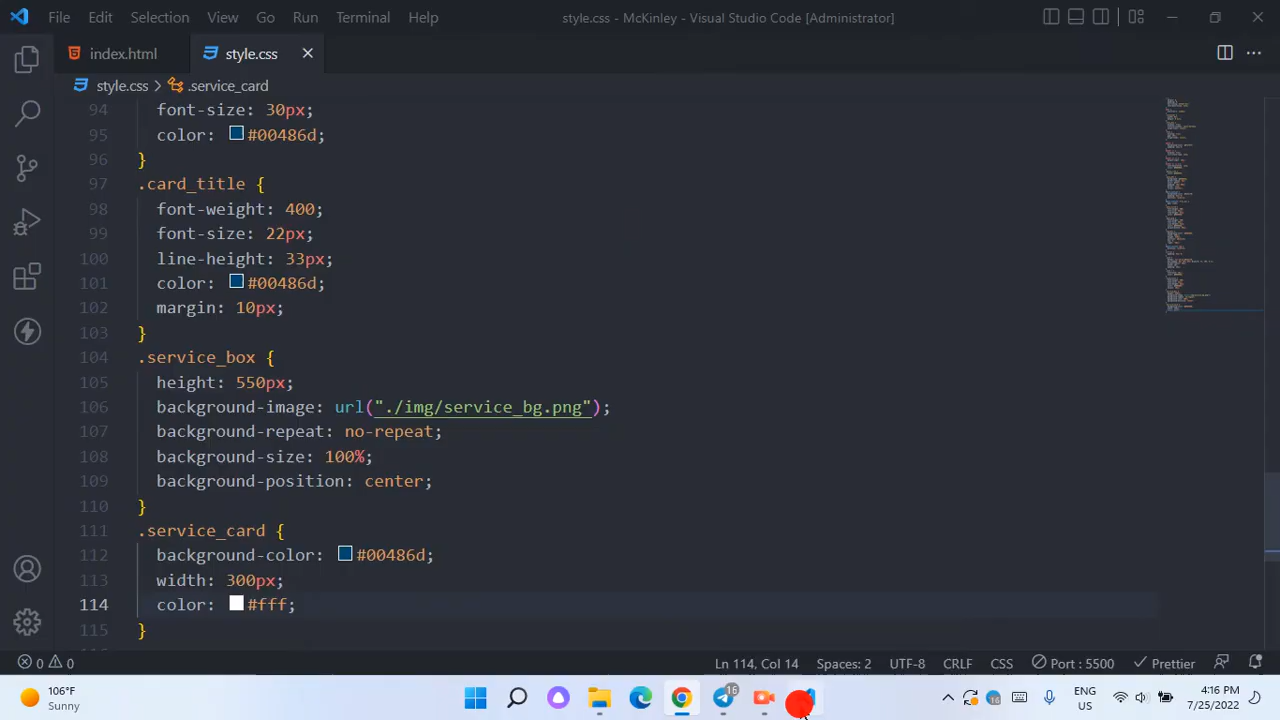 File Edit Selection View Go Run Terminal Help style.css - McKinley - Visual Studio Code [Administrator]
index.html style.css
style.css > .service_card
94 font-size: 30px;
95 color: #00486d;
96 }
97 .card_title {
98 font-weight: 400;
99 font-size: 22px;
100 line-height: 33px;
101 color: #00486d;
102 margin: 10px;
103 }
104 .service_box {
105 height: 550px;
106 background-image: url("./img/service_bg.png");
107 background-repeat: no-repeat;
108 background-size: 100%;
109 background-position: center;
110 }
111 .service_card {
112 background-color: #00486d;
113 width: 300px;
114 color: #fff;
115 }
0 0 Ln 114, Col 14 Spaces: 2 UTF-8 CRLF CSS Port : 5500 Prettier
106°F
Sunny
16
16
ENG
US
4:16 PM
7/25/2022